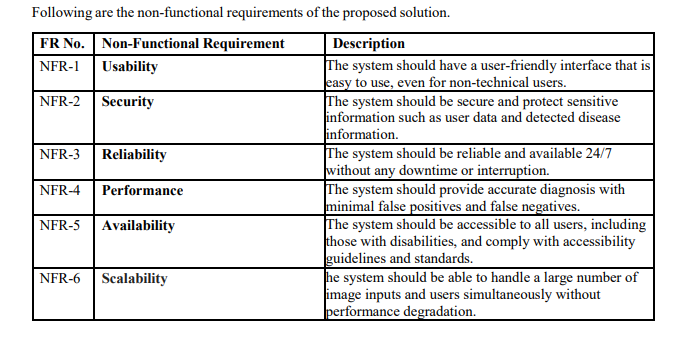 Following are the non-functional requirements of the proposed solution.
FR No. Non-Functional Requirement Description
NFR-1 Usability The system should have a user-friendly interface that is
easy to use, even for non-technical users.
NFR-2 Security The system should be secure and protect sensitive
information such as user data and detected disease
information.
NFR-3 Reliability The system should be reliable and available 24/7
without any downtime or interruption.
NFR-4 Performance The system should provide accurate diagnosis with
minimal false positives and false negatives.
NFR-5 Availability The system should be accessible to all users, including
those with disabilities, and comply with accessibility
guidelines and standards.
NFR-6 Scalability he system should be able to handle a large number of
image inputs and users simultaneously without
performance degradation.